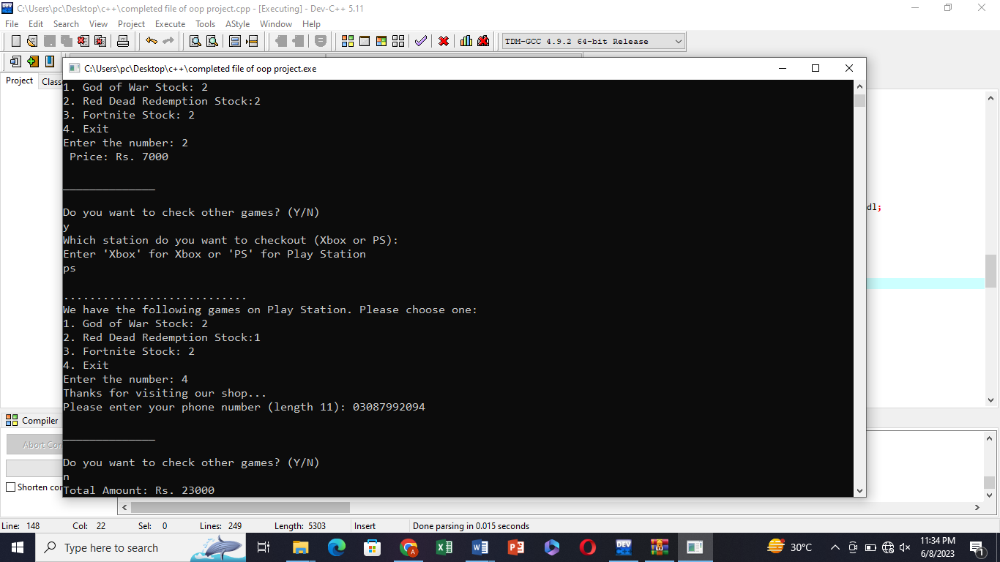 C:\Users\pc\Desktop\c++\completed file of oop project.cpp - [Executing] - Dev-C++ 5.11
File Edit Search View Project Execute Tools AStyle Window Help
TDM-GCC 4.9.2 64-bit Release
C:\Users\pc\Desktop\c++\completed file of oop project.exe
Project Class
1. God of War Stock: 2
2. Red Dead Redemption Stock:2
3. Fortnite Stock: 2
4. Exit
Enter the number: 2
Price: Rs. 7000
______________
dl;
Do you want to check other games? (Y/N)
y
Which station do you want to checkout (Xbox or PS):
Enter 'Xbox' for Xbox or 'PS' for Play Station
ps
............................
We have the following games on Play Station. Please choose one:
1. God of War Stock: 2
2. Red Dead Redemption Stock:1
3. Fortnite Stock: 2
4. Exit
Enter the number: 4
Thanks for visiting our shop...
Please enter your phone number (length 11): 03087992094
______________
Do you want to check other games? (Y/N)
n
Total Amount: Rs. 23000
Compiler
Abort Con
Shorten cor
Line: 148 Col: 22 Sel: 0 Lines: 249 Length: 5303 Insert Done parsing in 0.015 seconds
Type here to search
DEV
30°C
11:34 PM
6/8/2023
1